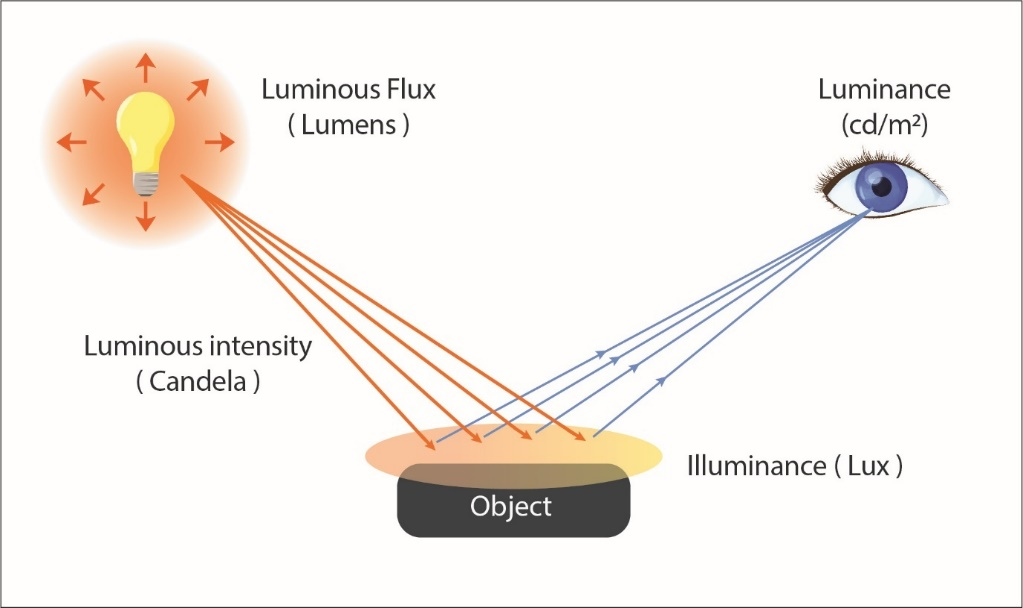 Luminous Flux
( Lumens )
Luminance
(cd/m²)
Luminous intensity
( Candela )
Illuminance ( Lux )
Object